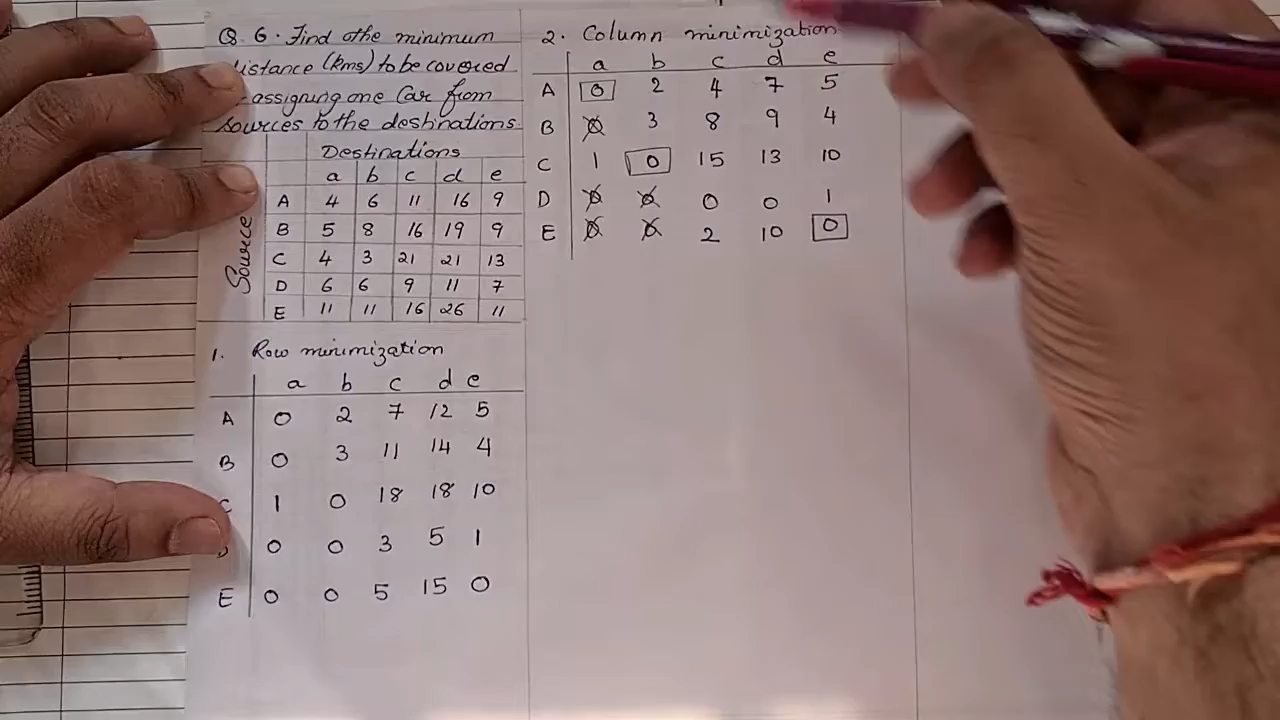 Q. 6. Find the minimum
distance (kms) to be covered
assigning one Car from
sources to the destinations.
Destinations
a b c d e
Source
A 4 6 11 16 9
B 5 8 16 19 9
C 4 3 21 21 13
D 6 6 9 11 7
E 11 11 16 26 11
1. Row minimization
a b c d e
A 0 2 7 12 5
B 0 3 11 14 4
C 1 0 18 18 10
D 0 0 3 5 1
E 0 0 5 15 0
2. Column minimization
a b c d e
A 0 2 4 7 5
B 0 3 8 9 4
C 1 0 15 13 10
D 0 0 0 0 1
E 0 0 2 10 0